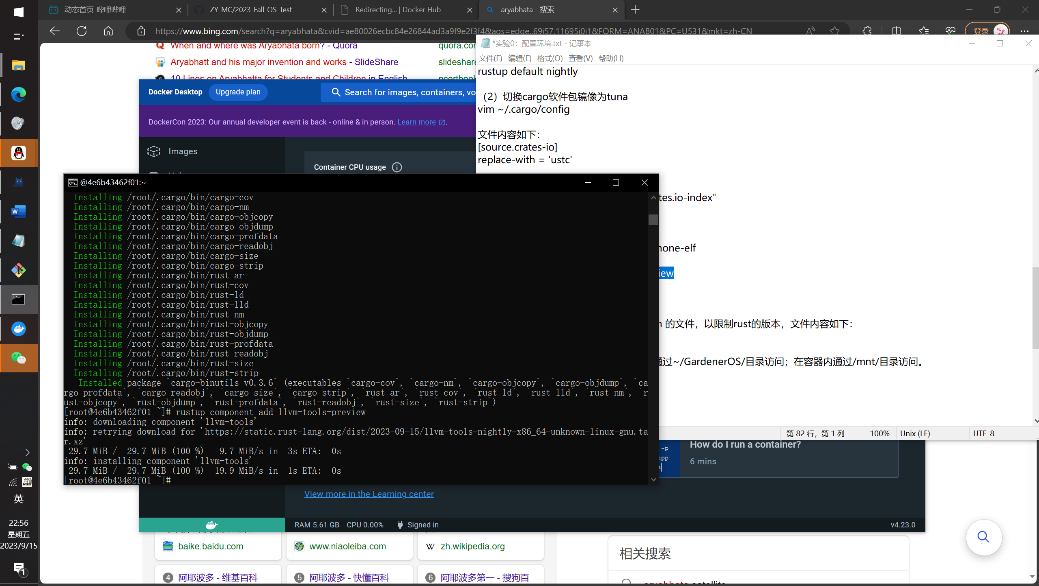 动态首页
ZY MC/2023_Fall_OS_Test
Redirecting... | Docker Hub
aryabhata - 搜索
https://www.bing.com/search?q=aryabhata
When and where was Aryabhata born? - Quora
Aryabhatt and his major invention and works - SlideShare
10 Lines on Aryabhatta for Students and Children in English
Docker Desktop
Upgrade plan
Search for images, containers, vo
DockerCon 2023: Our annual developer event is back - online & in person. Learn more
Images
Container CPU usage
*实验0：配置环境.txt - 记事本
文件(F) 编辑(E) 格式(O) 查看(V) 帮助(H)
rustup default nightly
（2）切换cargo软件包镜像为tuna
vim ~/.cargo/config
文件内容如下：
[source.crates-io]
replace-with = 'ustc'
tes.io-index"
none-elf
iew
的文件，以限制rust的版本，文件内容如下：
通过~/GardenerOS/目录访问；在容器内通过/mnt/目录访问。
第 82 行，第 1 列
100%
Unix (LF)
UTF-8
@4e6b43462f01:~
Installing /root/.cargo/bin/cargo-cov
Installing /root/.cargo/bin/cargo-nm
Installing /root/.cargo/bin/cargo-objcopy
Installing /root/.cargo/bin/cargo-objdump
Installing /root/.cargo/bin/cargo-profdata
Installing /root/.cargo/bin/cargo-readobj
Installing /root/.cargo/bin/cargo-size
Installing /root/.cargo/bin/cargo-strip
Installing /root/.cargo/bin/rust-ar
Installing /root/.cargo/bin/rust-cov
Installing /root/.cargo/bin/rust-ld
Installing /root/.cargo/bin/rust-lld
Installing /root/.cargo/bin/rust-nm
Installing /root/.cargo/bin/rust-objcopy
Installing /root/.cargo/bin/rust-objdump
Installing /root/.cargo/bin/rust-profdata
Installing /root/.cargo/bin/rust-readobj
Installing /root/.cargo/bin/rust-size
Installing /root/.cargo/bin/rust-strip
Installed package `cargo-binutils v0.3.6` (executables `cargo-cov`, `cargo-nm`, `cargo-objcopy`, `cargo-objdump`, `ca
rgo-profdata`, `cargo-readobj`, `cargo-size`, `cargo-strip`, `rust-ar`, `rust-cov`, `rust-ld`, `rust-lld`, `rust-nm`, `r
ust-objcopy`, `rust-objdump`, `rust-profdata`, `rust-readobj`, `rust-size`, `rust-strip`)
[root@4e6b43462f01 ~]# rustup component add llvm-tools-preview
info: downloading component 'llvm-tools'
info: retrying download for 'https://static.rust-lang.org/dist/2023-09-15/llvm-tools-nightly-x86_64-unknown-linux-gnu.ta
r.xz'
29.7 MiB / 29.7 MiB (100 %) 9.7 MiB/s in 3s ETA: 0s
info: installing component 'llvm-tools'
29.7 MiB / 29.7 MiB (100 %) 19.9 MiB/s in 1s ETA: 0s
[root@4e6b43462f01 ~]#
How do I run a container?
6 mins
View more in the Learning center
RAM 5.61 GB CPU 0.00% Signed in
v4.23.0
baike.baidu.com
www.niaoleiba.com
zh.wikipedia.org
4 阿耶波多 - 维基百科
5 阿耶波多 - 快懂百科
6 阿耶波多第一 - 搜狗百
相关搜索
aryabhata satellite
英
22:56
星期五
2023/9/15